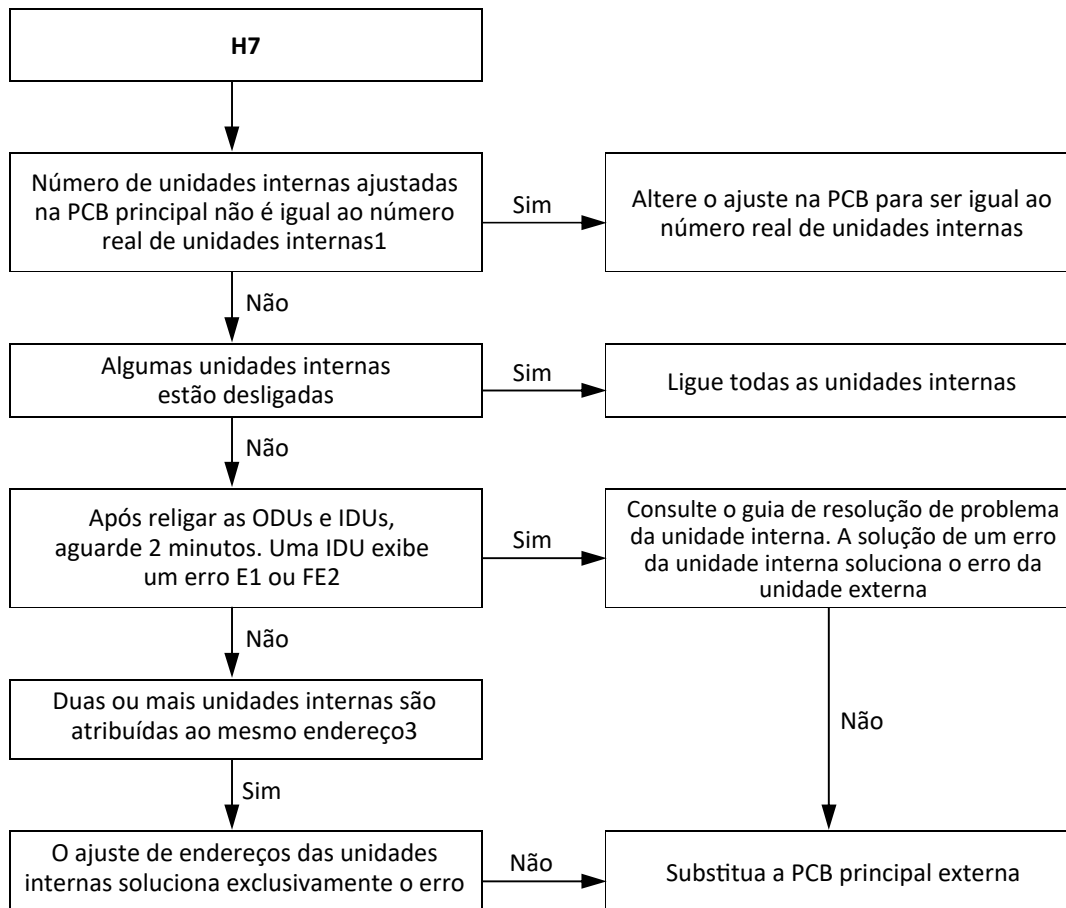 H7
Número de unidades internas ajustadas
na PCB principal não é igual ao número
real de unidades internas1
Sim
Altere o ajuste na PCB para ser igual ao
número real de unidades internas
Não
Algumas unidades internas
estão desligadas
Sim
Ligue todas as unidades internas
Não
Após religar as ODUs e IDUs,
aguarde 2 minutos. Uma IDU exibe
um erro E1 ou FE2
Sim
Consulte o guia de resolução de problema
da unidade interna. A solução de um erro
da unidade interna soluciona o erro da
unidade externa
Não
Duas ou mais unidades internas são
atribuídas ao mesmo endereço3
Não
Sim
O ajuste de endereços das unidades
internas soluciona exclusivamente o erro
Não
Substitua a PCB principal externa